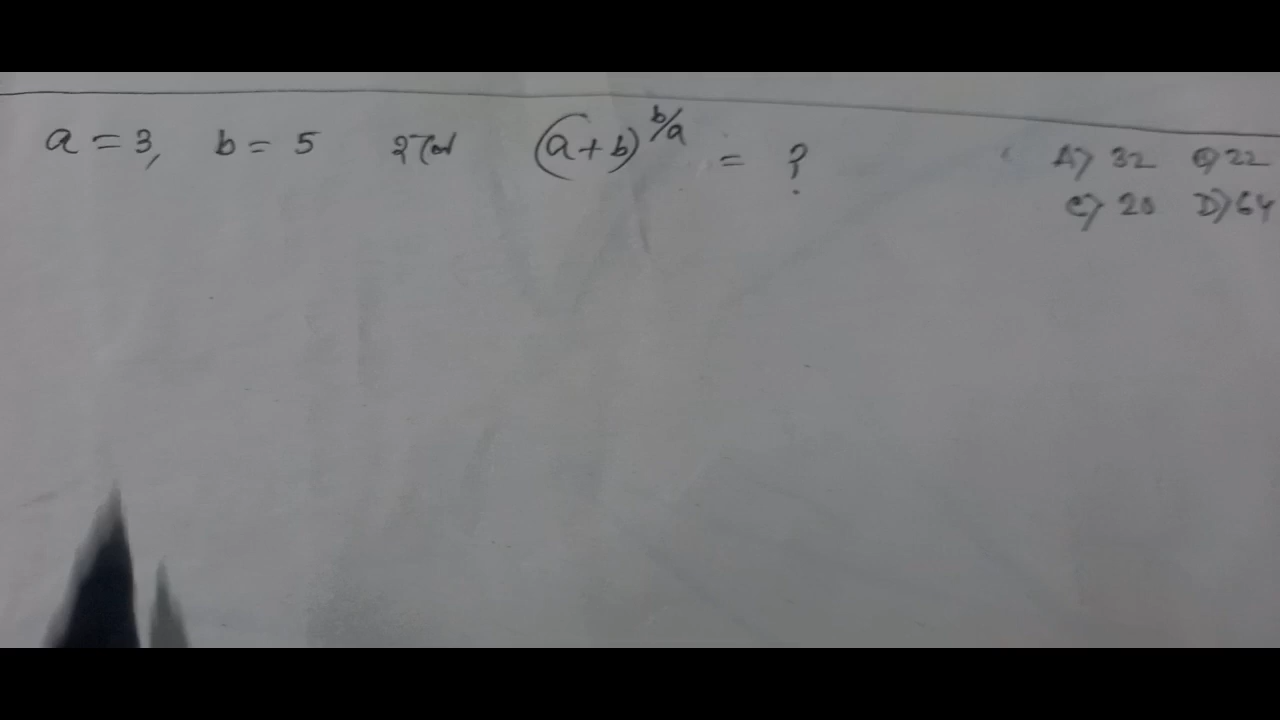 a = 3, b = 5 হলে (a+b)^b/a = ? A) 32 B) 22
C) 20 D) 64